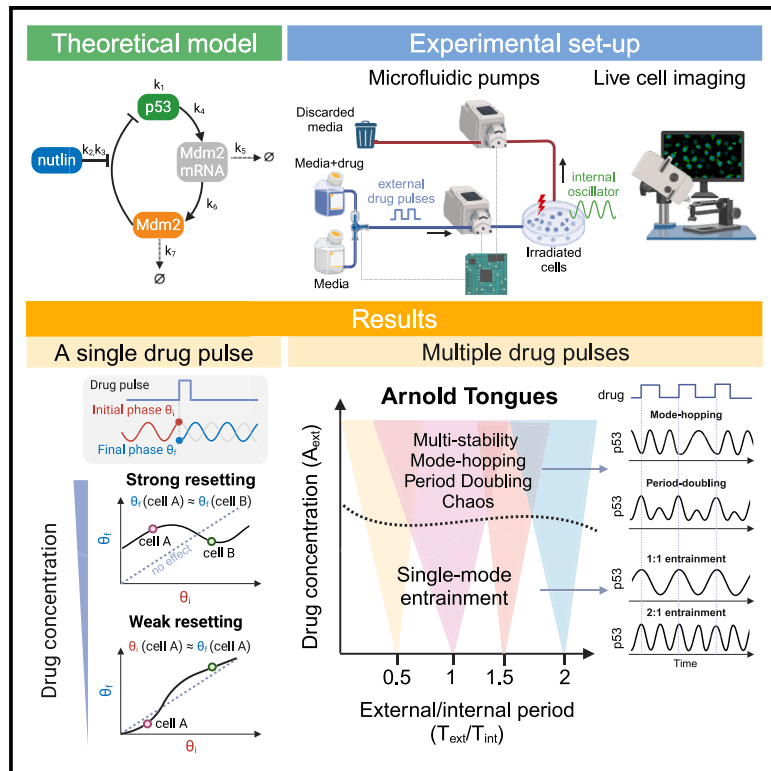 Theoretical model
k₁
p53
k₄
nutlin
k₂,k₃
Mdm2
mRNA
k₅
Ø
k₆
Mdm2
k₇
Ø
Experimental set-up
Microfluidic pumps
Live cell imaging
Discarded
media
Media+drug
external
drug pulses
internal
oscillator
Media
Irradiated
cells
Results
A single drug pulse
Drug pulse
Initial phase θi
Final phase θf
Drug concentration
Strong resetting
θf (cell A) ≈ θf (cell B)
θf
cell A
cell B
no effect
θi
Weak resetting
θi (cell A) ≈ θf (cell A)
θf
cell A
θi
Multiple drug pulses
Arnold Tongues
Drug concentration (Aext)
Multi-stability
Mode-hopping
Period Doubling
Chaos
Single-mode
entrainment
0.5 1 1.5 2
External/internal period
(Text/Tint)
drug
Mode-hopping
p53
Period-doubling
p53
1:1 entrainment
p53
2:1 entrainment
p53
Time